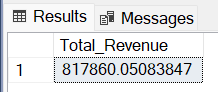 Results Messages
Total_Revenue
1 817860.05083847